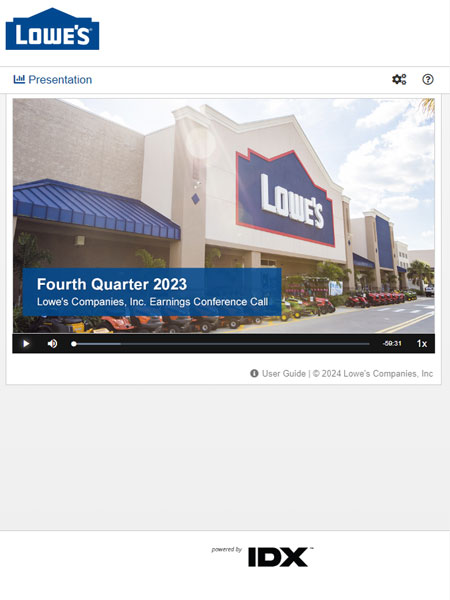 LOWE'S
Presentation
LOWE'S
Fourth Quarter 2023
Lowe's Companies, Inc. Earnings Conference Call
-59:31 1x
User Guide | © 2024 Lowe's Companies, Inc
powered by IDX™